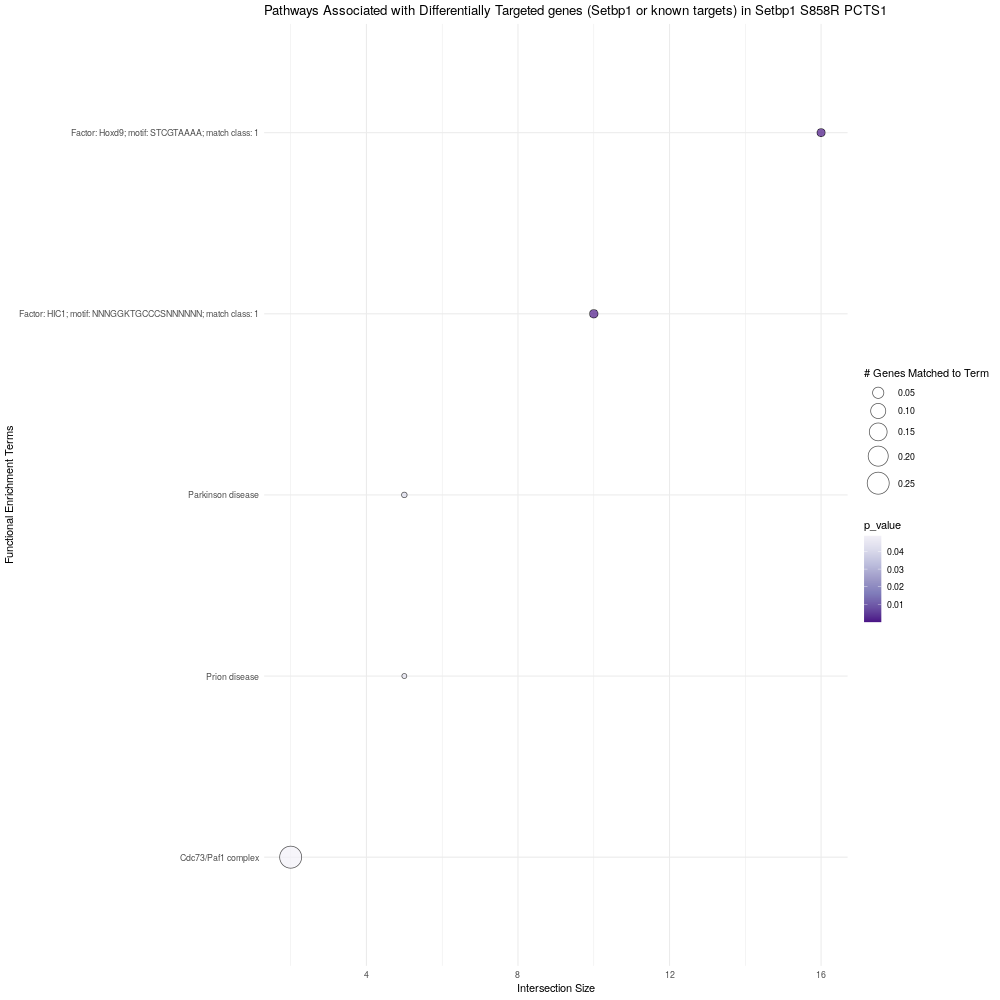 Pathways Associated with Differentially Targeted genes (Setbp1 or known targets) in Setbp1 S858R PCTS1
Factor: Hoxd9; motif: STCGTAAAA; match class: 1
Factor: HIC1; motif: NNNGGKTGCCCSNNNNNN; match class: 1
Parkinson disease
Prion disease
Cdc73/Paf1 complex
Functional Enrichment Terms
4
8
12
16
Intersection Size
# Genes Matched to Term
0.05
0.10
0.15
0.20
0.25
p_value
0.04
0.03
0.02
0.01